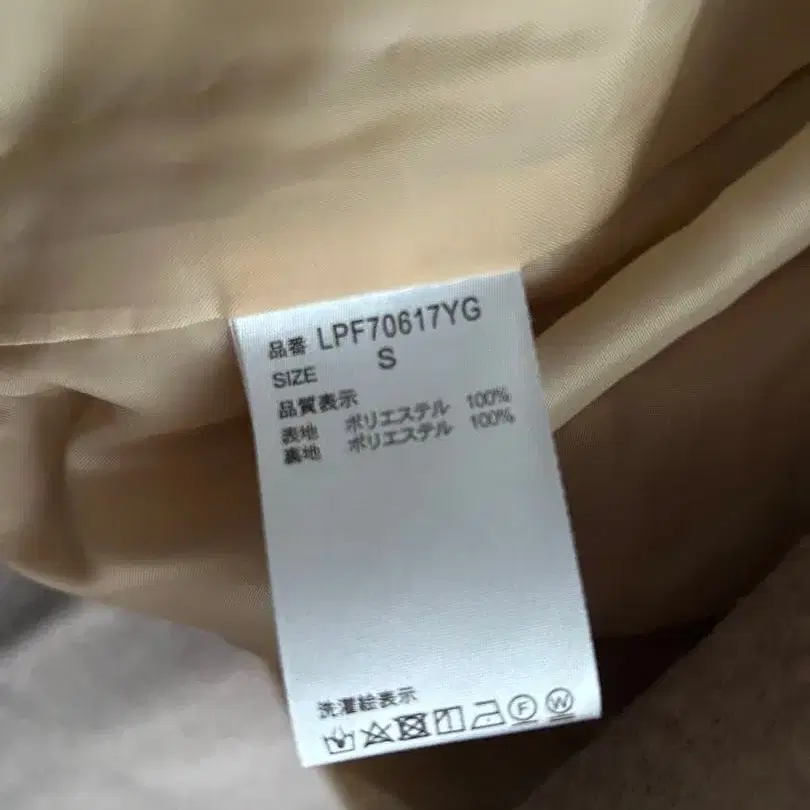 品番 LPF70617YG
SIZE S
品質表示
表地 ポリエステル 100%
裏地 ポリエステル 100%
洗濯絵表示
F W